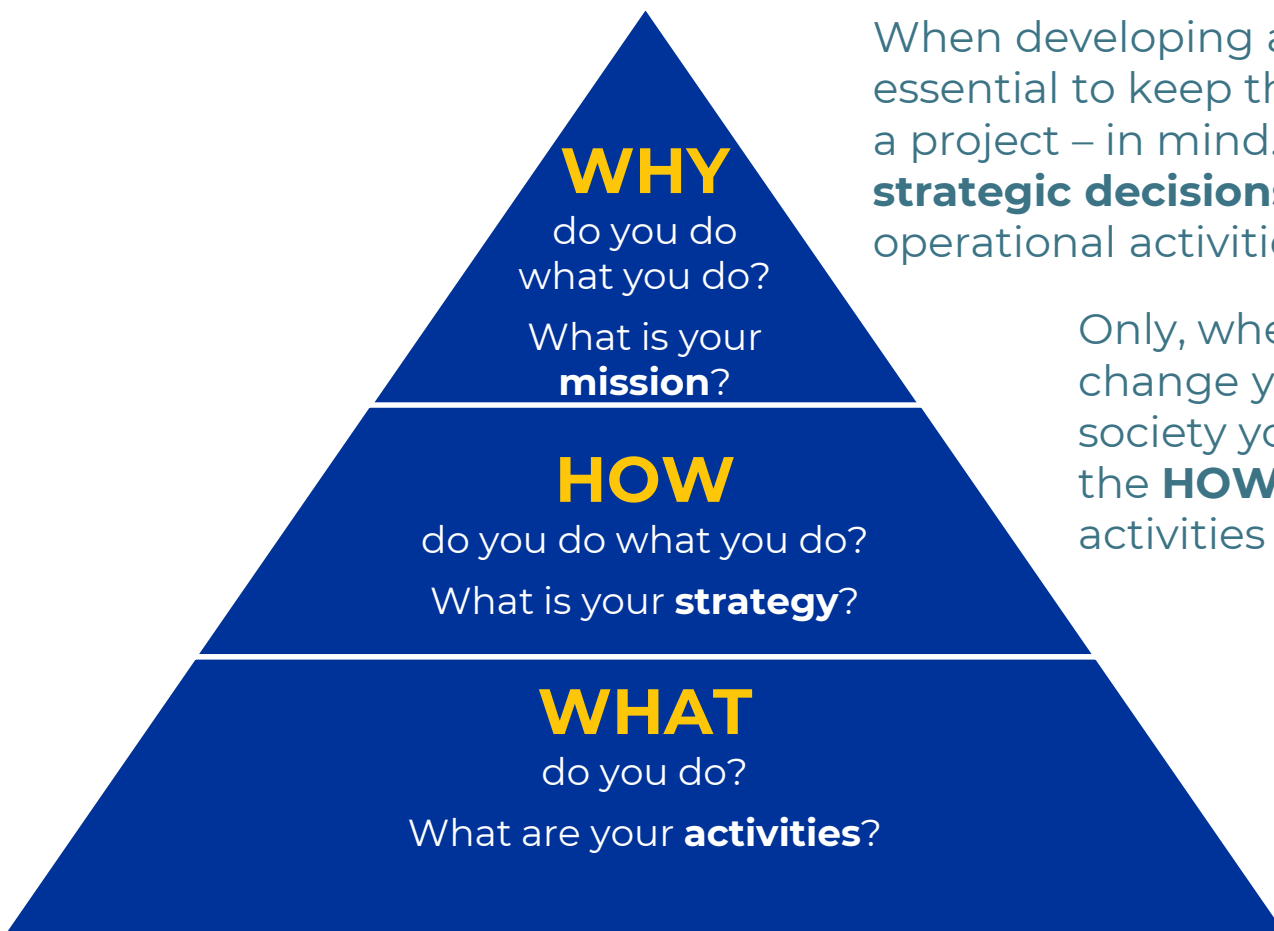 WHY
do you do
what you do?
What is your
mission?
HOW
do you do what you do?
What is your strategy?
WHAT
do you do?
What are your activities?
When developing
essential to keep
a project – in mind.
strategic decisions
operational
Only,
change
society
the HOW
activities